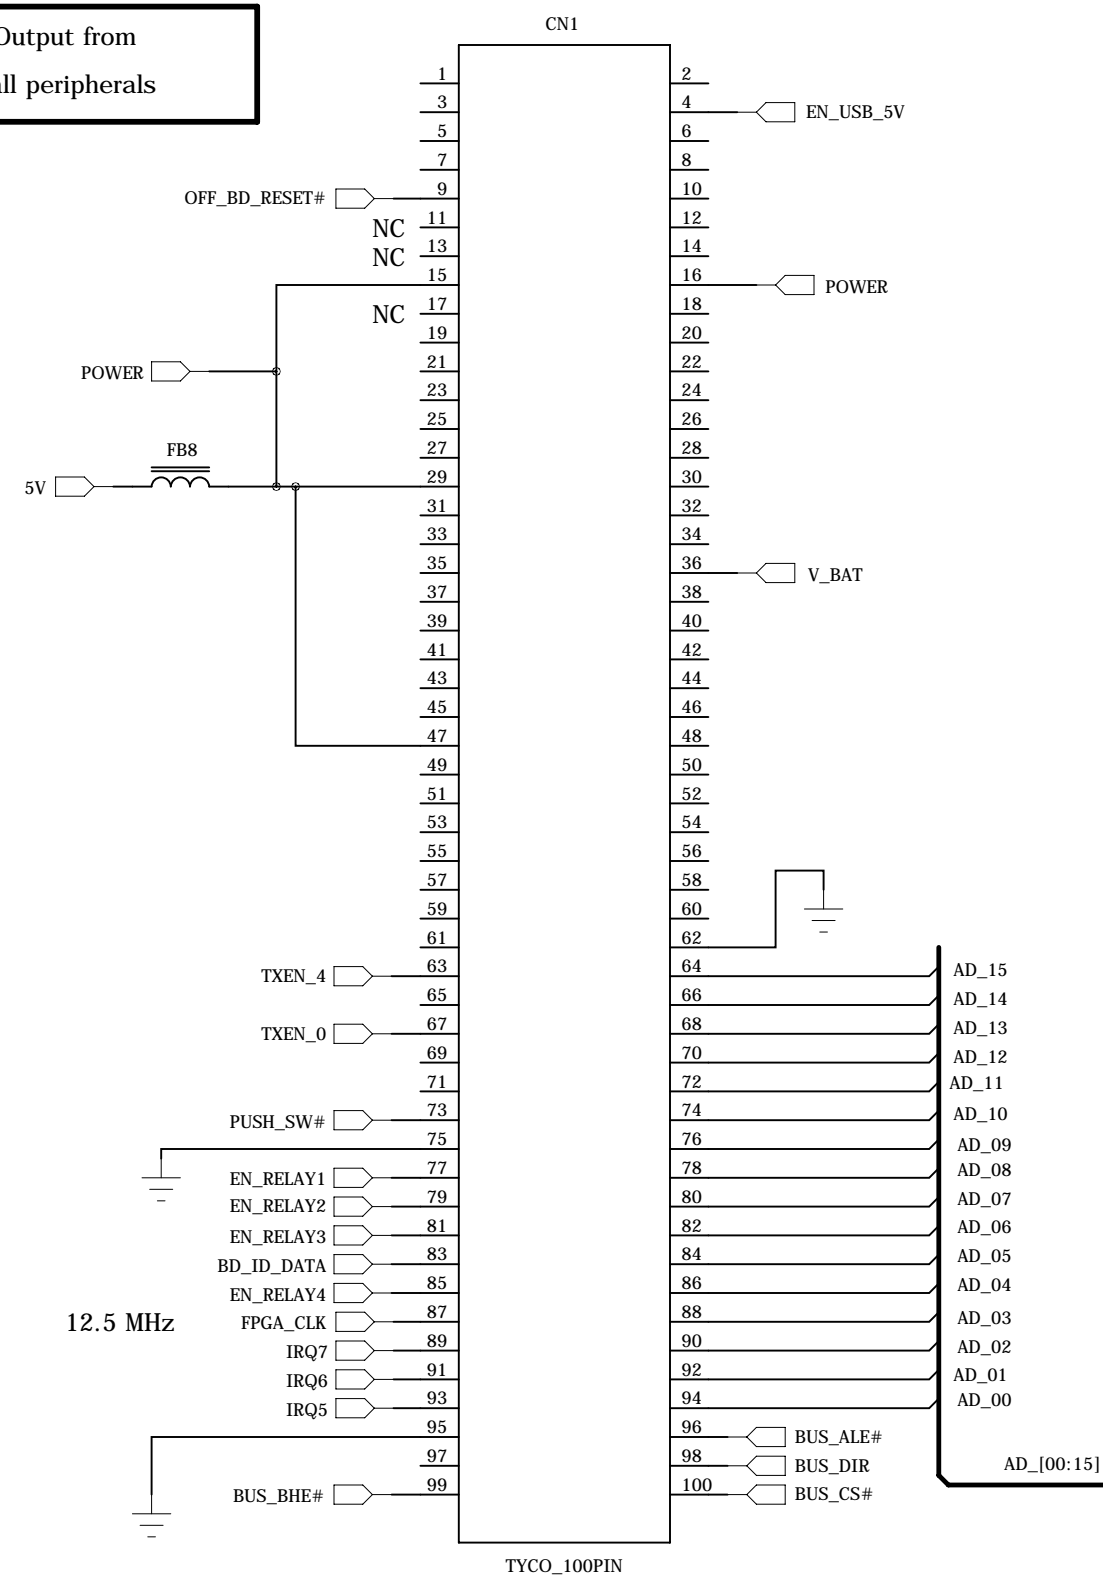 Output from
all peripherals
CN1
1 2
3 4 EN_USB_5V
5 6
7 8
OFF_BD_RESET# 9 10
NC 11 12
NC 13 14
15 16 POWER
NC 17 18
19 20
POWER 21 22
23 24
25 26
FB8 27 28
5V 29 30
31 32
33 34
35 36 V_BAT
37 38
39 40
41 42
43 44
45 46
47 48
49 50
51 52
53 54
55 56
57 58
59 60
61 62
TXEN_4 63 64 AD_15
65 66 AD_14
TXEN_0 67 68 AD_13
69 70 AD_12
71 72 AD_11
PUSH_SW# 73 74 AD_10
75 76 AD_09
EN_RELAY1 77 78 AD_08
EN_RELAY2 79 80 AD_07
EN_RELAY3 81 82 AD_06
BD_ID_DATA 83 84 AD_05
EN_RELAY4 85 86 AD_04
12.5 MHz FPGA_CLK 87 88 AD_03
IRQ7 89 90 AD_02
IRQ6 91 92 AD_01
IRQ5 93 94 AD_00
95 96 BUS_ALE#
97 98 BUS_DIR AD_[00:15]
BUS_BHE# 99 100 BUS_CS#
TYCO_100PIN